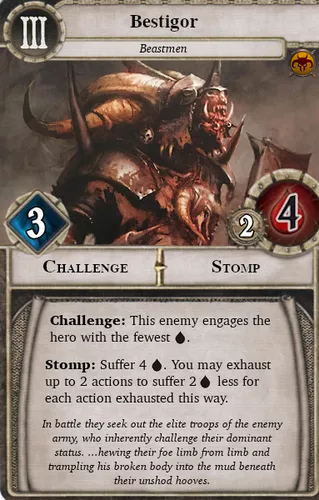 III
Bestigor
Beastmen
3
2
4
CHALLENGE
STOMP
Challenge: This enemy engages the
hero with the fewest .
Stomp: Suffer 4 . You may exhaust
up to 2 actions to suffer 2 less for
each action exhausted this way.
In battle they seek out the elite troops of the enemy
army, who inherently challenge their dominant
status. ...hewing their foe limb from limb and
trampling his broken body into the mud beneath
their unshod hooves.